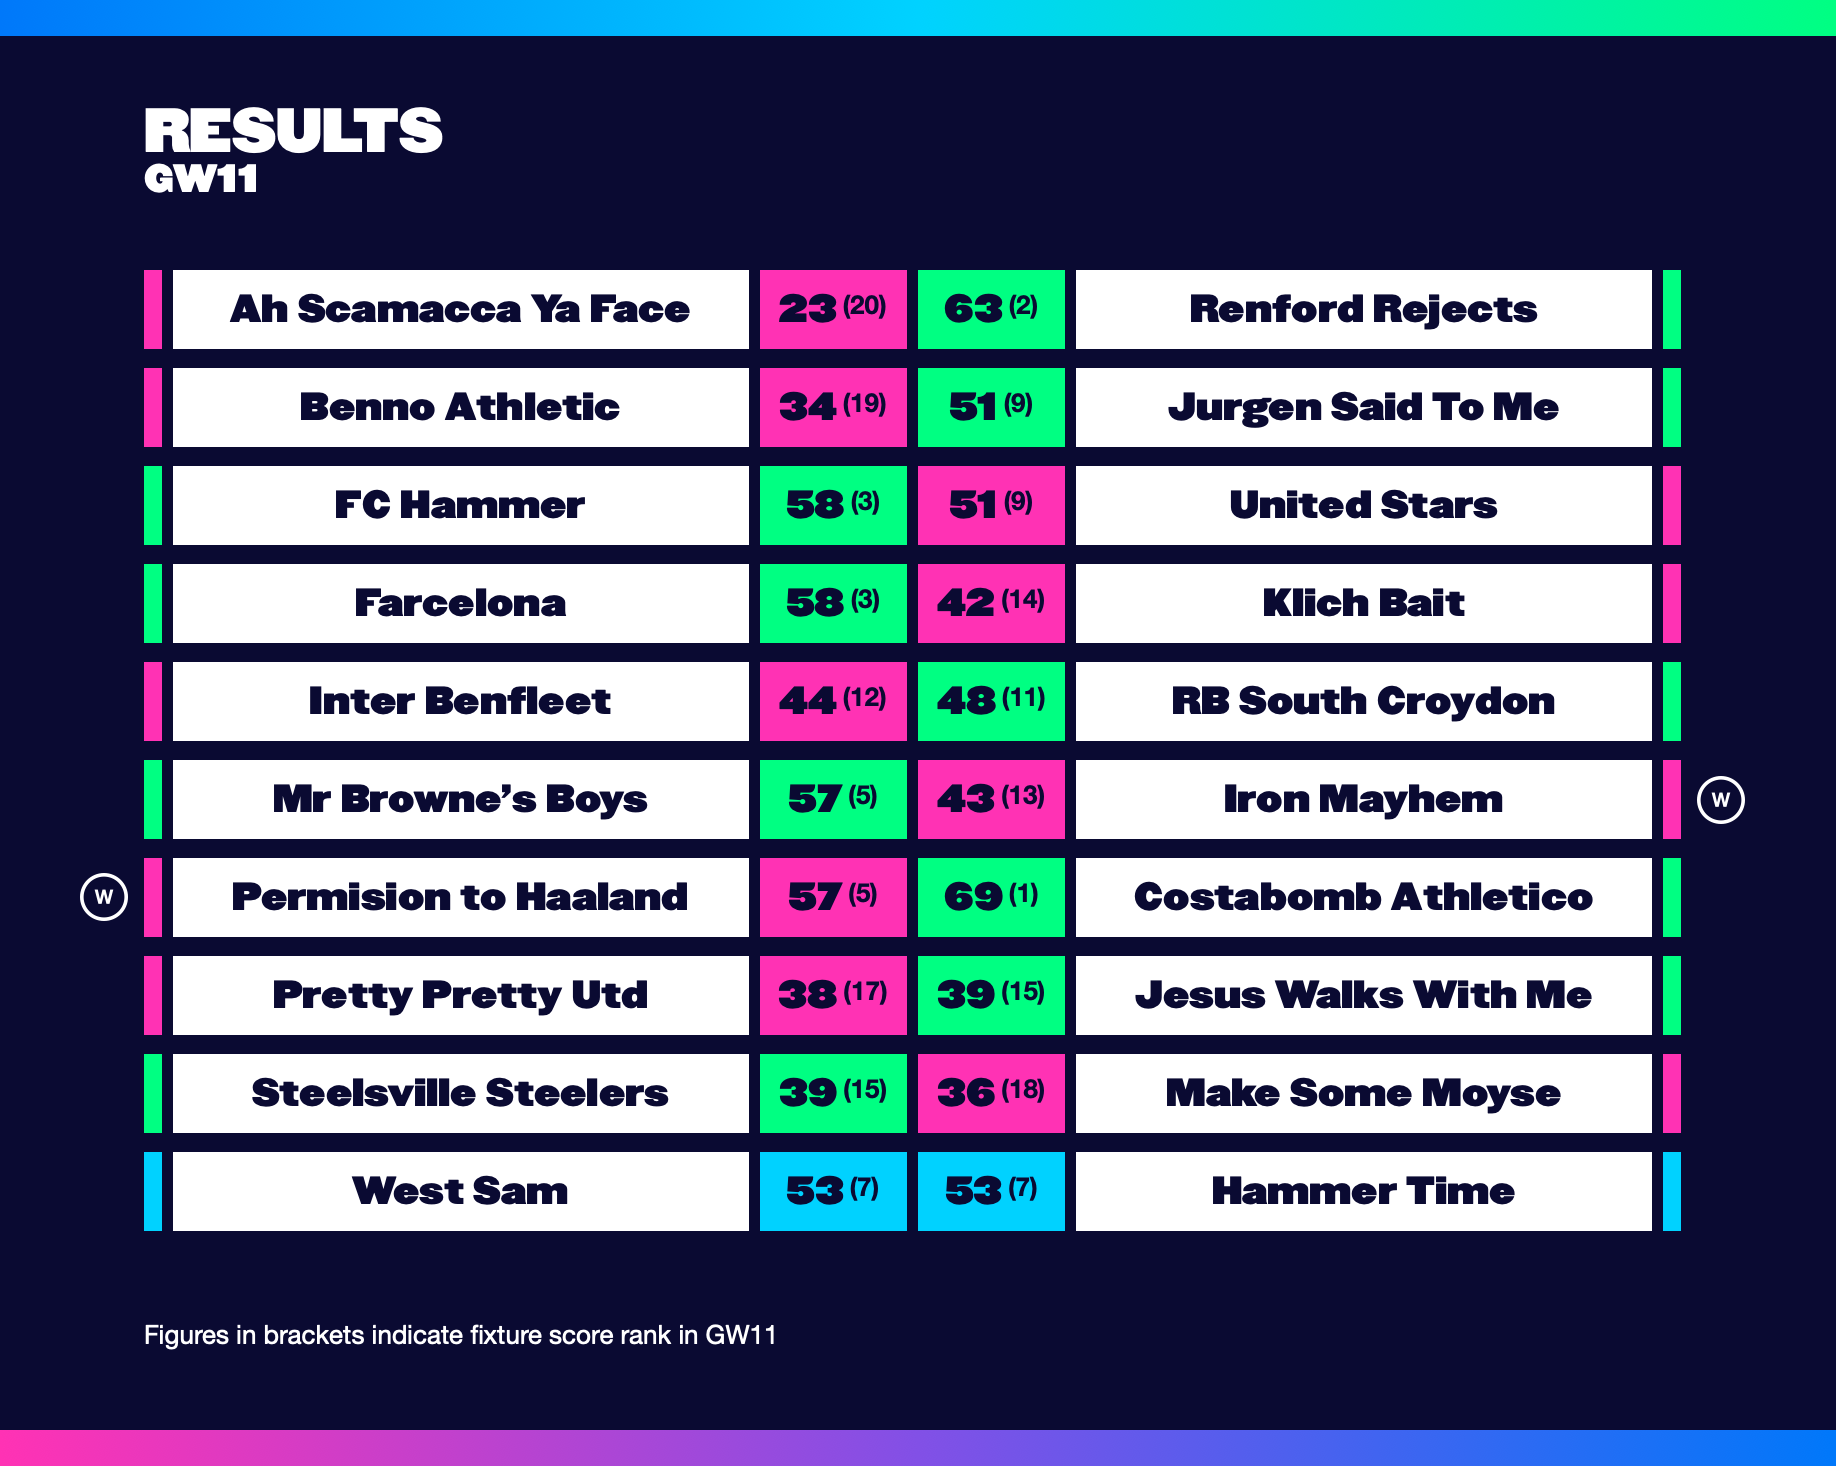 RESULTS
GW11
Ah Scamacca Ya Face 23 (20) 63 (2) Renford Rejects
Benno Athletic 34 (19) 51 (9) Jurgen Said To Me
FC Hammer 58 (3) 51 (9) United Stars
Farcelona 58 (3) 42 (14) Klich Bait
Inter Benfleet 44 (12) 48 (11) RB South Croydon
Mr Browne’s Boys 57 (5) 43 (13) Iron Mayhem W
W Permision to Haaland 57 (5) 69 (1) Costabomb Athletico
Pretty Pretty Utd 38 (17) 39 (15) Jesus Walks With Me
Steelsville Steelers 39 (15) 36 (18) Make Some Moyse
West Sam 53 (7) 53 (7) Hammer Time
Figures in brackets indicate fixture score rank in GW11